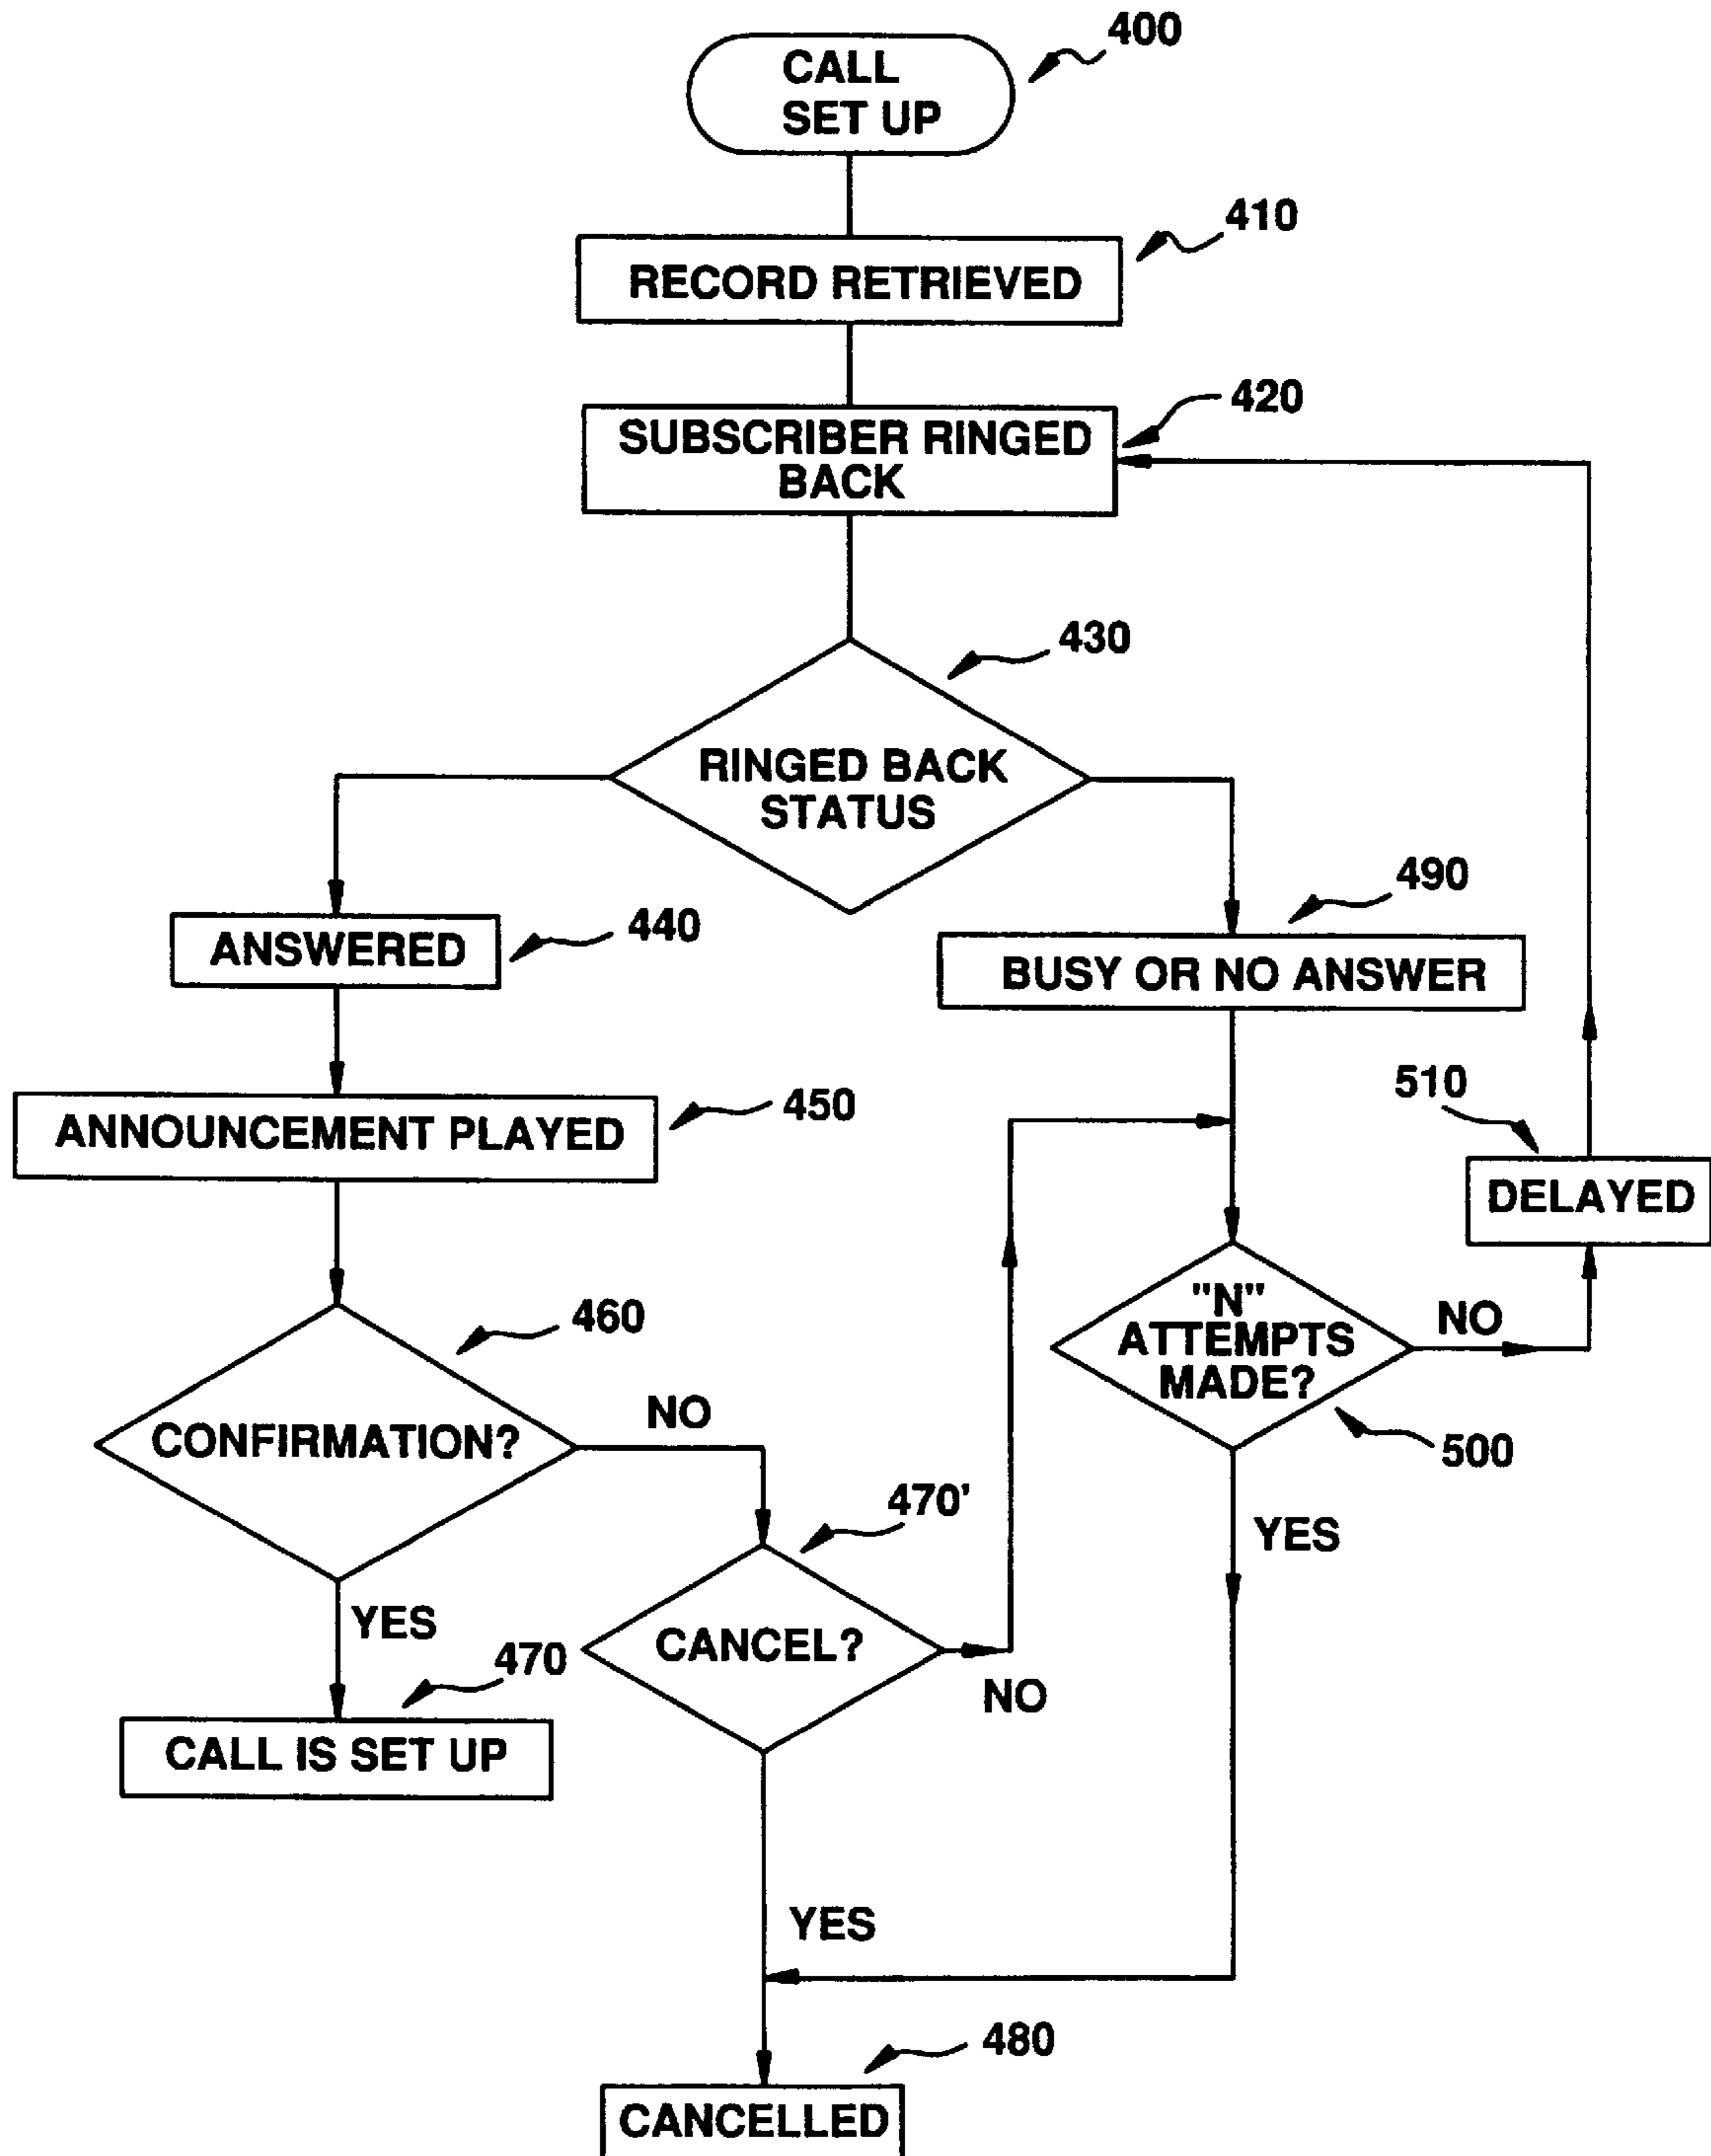 400
CALL
SET UP
410
RECORD RETRIEVED
420
SUBSCRIBER RINGED
BACK
430
RINGED BACK
STATUS
490
440
ANSWERED
BUSY OR NO ANSWER
510
450
ANNOUNCEMENT PLAYED
DELAYED
"N"
ATTEMPTS
MADE?
NO
460
CONFIRMATION?
NO
500
470'
YES
YES
CANCEL?
470
NO
CALL IS SET UP
YES
480
CANCELLED